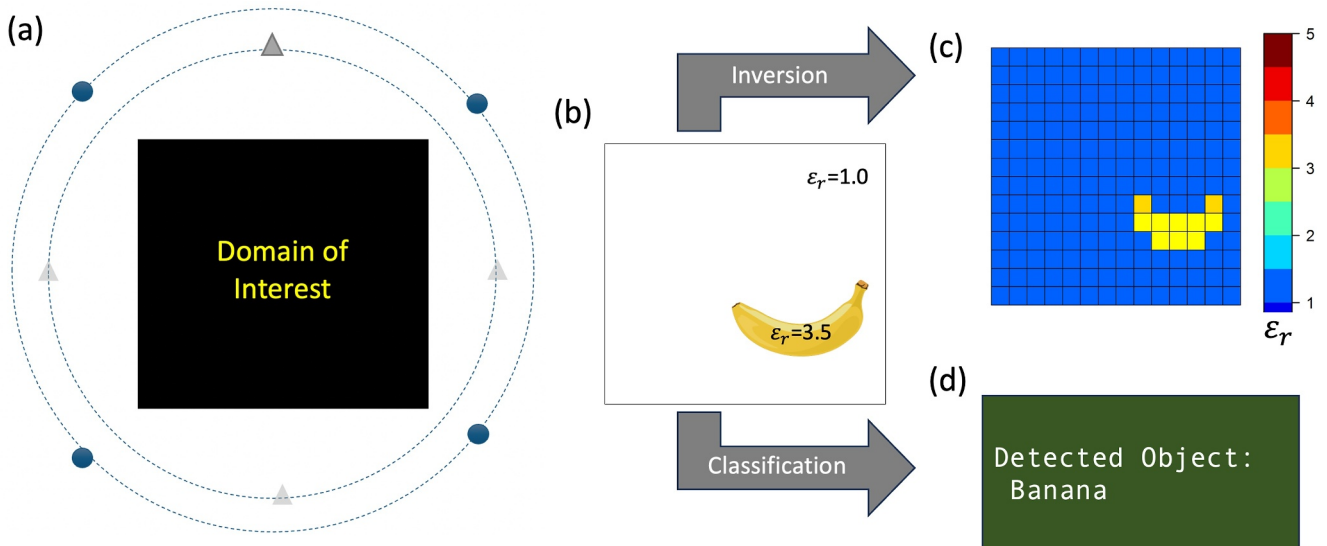 (a)
Domain of
Interest
(b)
εᵣ=1.0
εᵣ=3.5
Inversion
Classification
(c)
5
4
3
2
1
εᵣ
(d)
Detected Object:
Banana